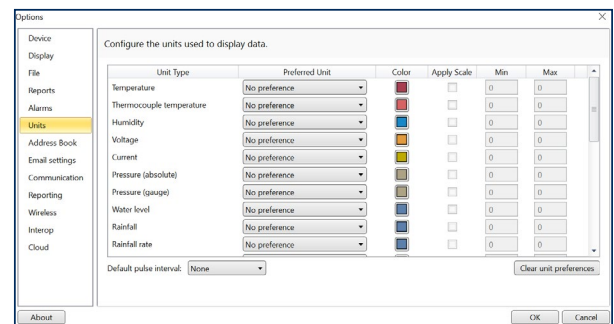 Options
Device
Display
File
Reports
Alarms
Units
Address Book
Email settings
Communication
Reporting
Wireless
Interop
Cloud
Configure the units used to display data.
Unit Type Preferred Unit Color Apply Scale Min Max
Temperature No preference 0 0
Thermocouple temperature No preference 0 0
Humidity No preference 0 0
Voltage No preference 0 0
Current No preference 0 0
Pressure (absolute) No preference 0 0
Pressure (gauge) No preference 0 0
Water level No preference 0 0
Rainfall No preference 0 0
Rainfall rate No preference 0 0
Default pulse interval: None Clear unit preferences
About OK Cancel